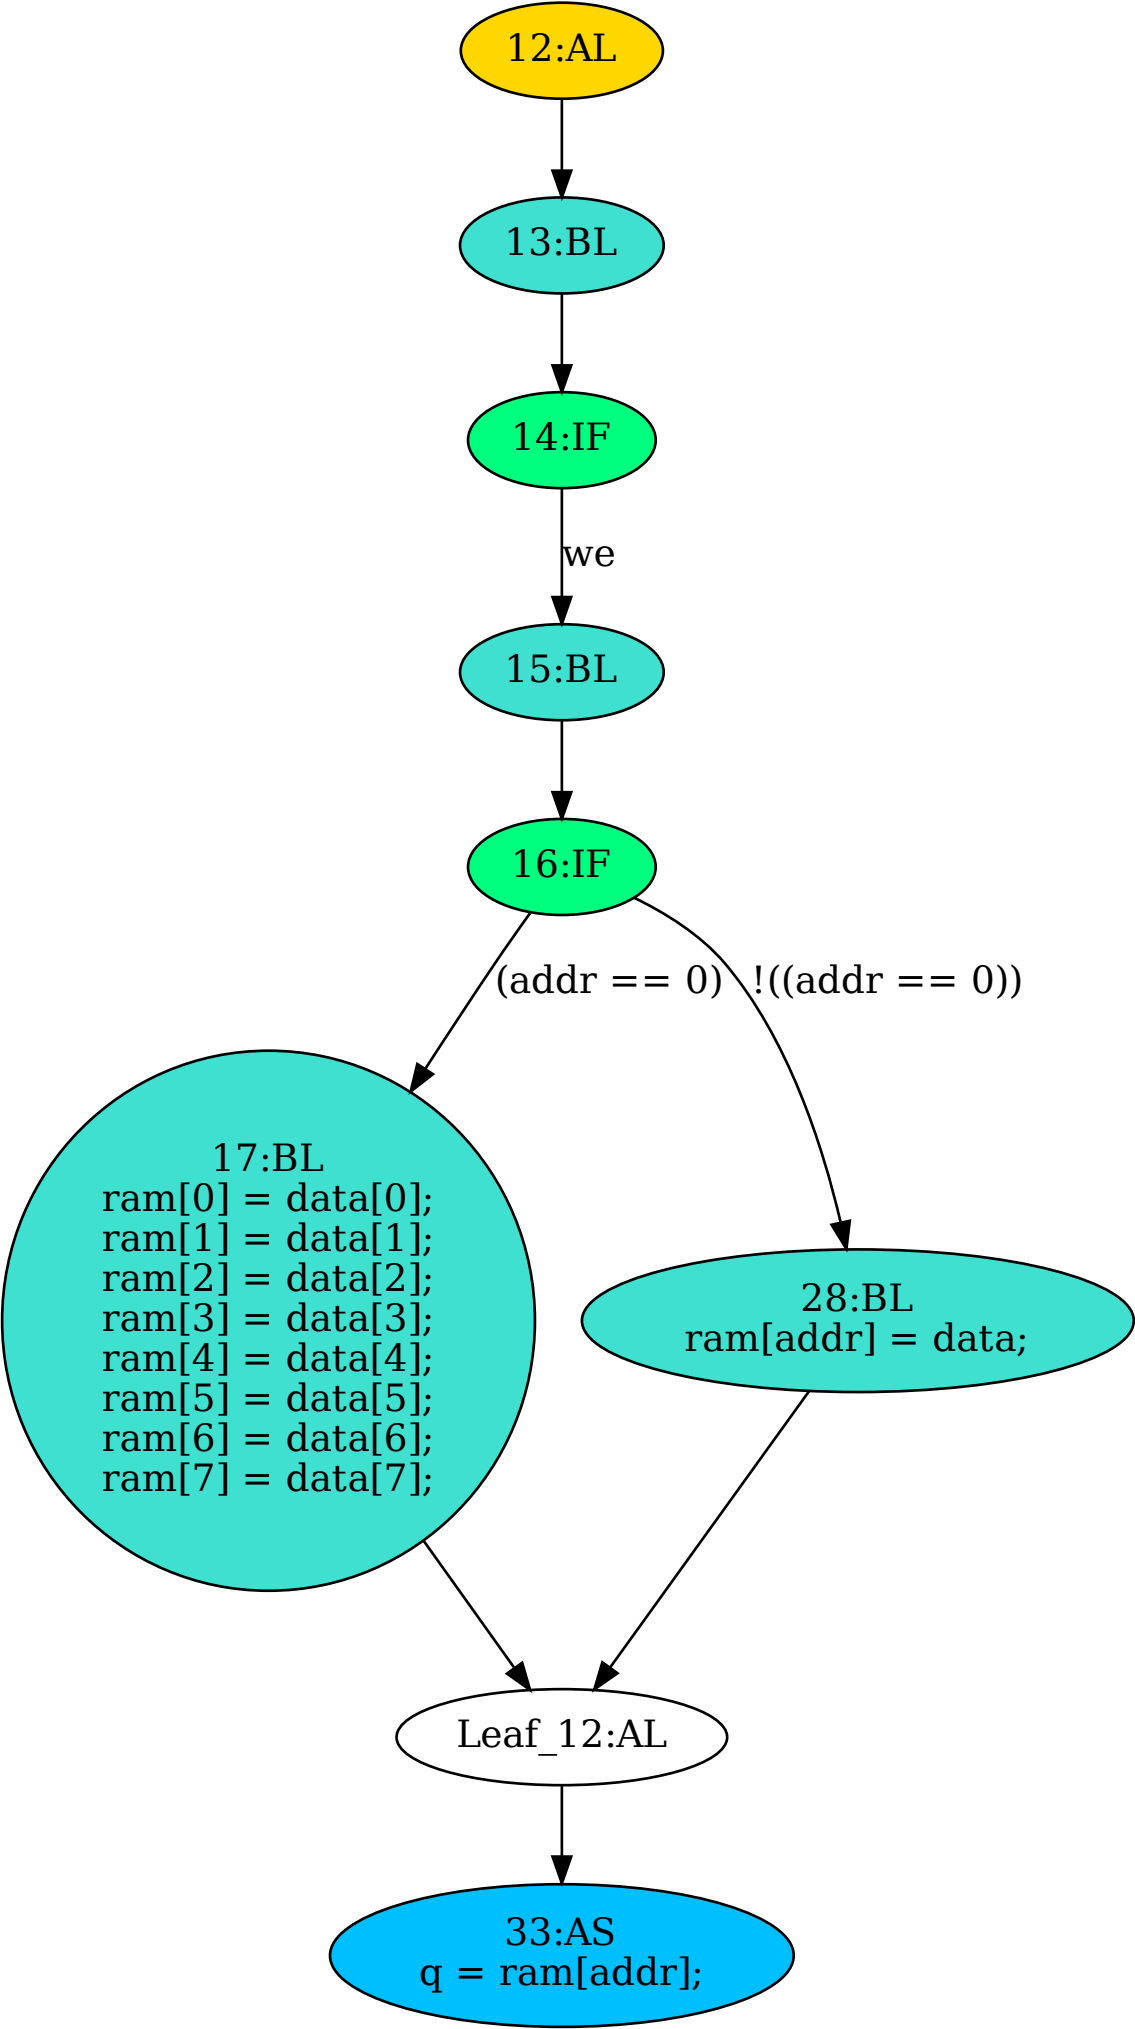 12:AL
13:BL
14:IF
we
15:BL
16:IF
(addr == 0)
!((addr == 0))
17:BL
ram[0] = data[0];
ram[1] = data[1];
ram[2] = data[2];
ram[3] = data[3];
ram[4] = data[4];
ram[5] = data[5];
ram[6] = data[6];
ram[7] = data[7];
28:BL
ram[addr] = data;
Leaf_12:AL
33:AS
q = ram[addr];